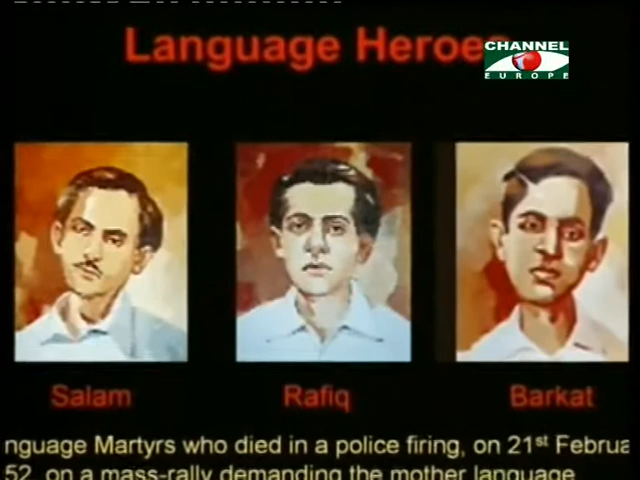 Language Heroes
CHANNEL
EUROPE
Salam Rafiq Barkat
nguage Martyrs who died in a police firing, on 21st Februa
52, on a mass-rally demanding the mother language